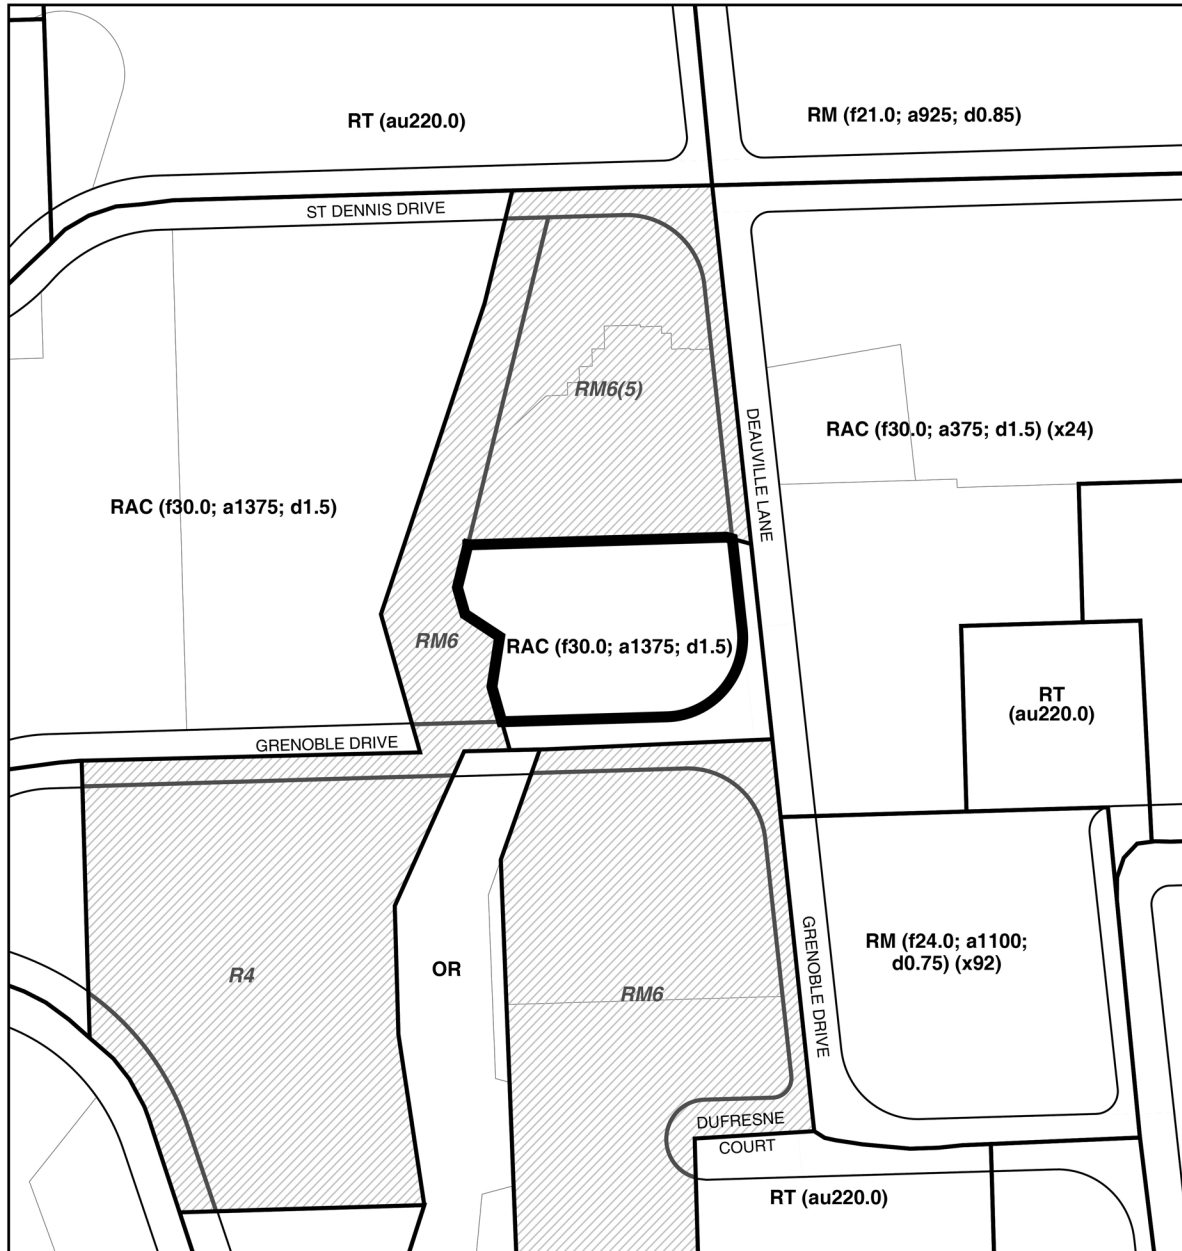 RT (au220.0)
RM (f21.0; a925; d0.85)
ST DENNIS DRIVE
RM6(5)
DEAUVILLE LANE
RAC (f30.0; a375; d1.5) (x24)
RAC (f30.0; a1375; d1.5)
RM6
RAC (f30.0; a1375; d1.5)
RT
(au220.0)
GRENOBLE DRIVE
R4
OR
RM6
GRENOBLE DRIVE
RM (f24.0; a1100;
d0.75) (x92)
DUFRESNE
COURT
RT (au220.0)